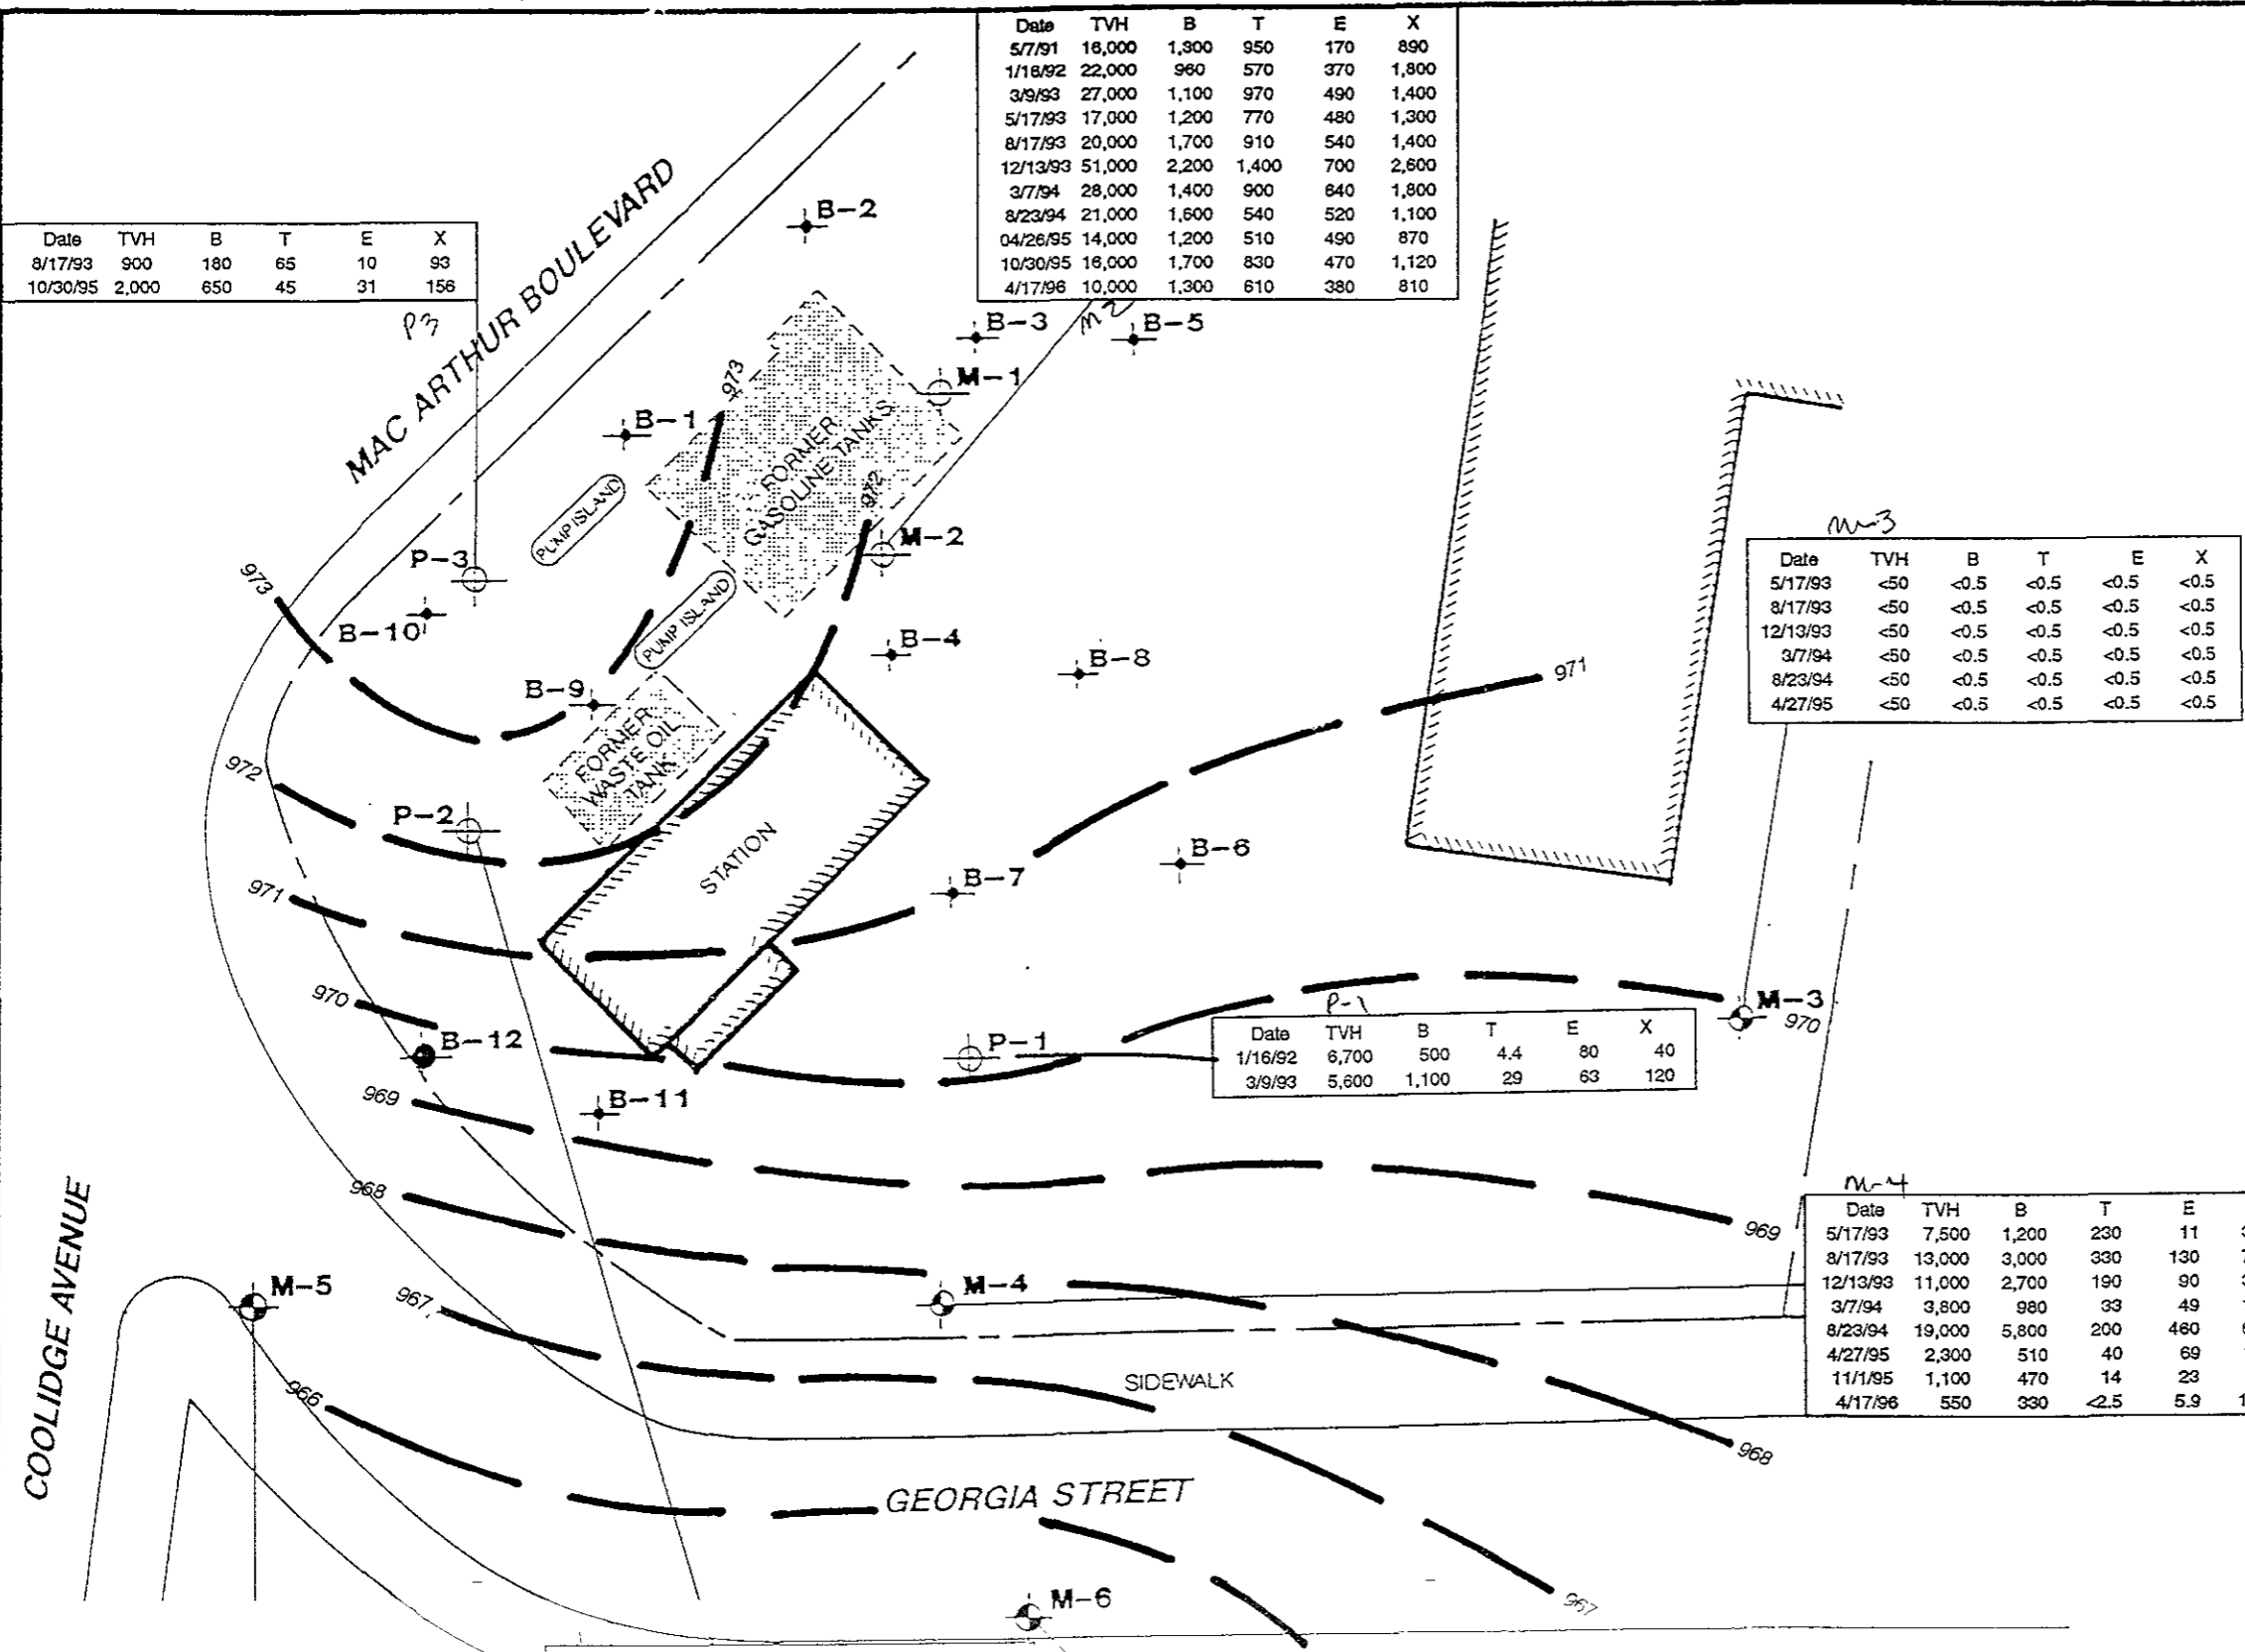 Date TVH B T E X
5/7/91 16,000 1,300 950 170 890
1/16/92 22,000 960 570 370 1,800
3/9/93 27,000 1,100 970 490 1,400
5/17/93 17,000 1,200 770 480 1,300
8/17/93 20,000 1,700 910 540 1,400
12/13/93 51,000 2,200 1,400 700 2,600
3/7/94 28,000 1,400 900 640 1,800
8/23/94 21,000 1,600 540 520 1,100
04/26/95 14,000 1,200 510 490 870
10/30/95 16,000 1,700 830 470 1,120
4/17/96 10,000 1,300 610 380 810
M2
Date TVH B T E X
8/17/93 900 180 65 10 93
10/30/95 2,000 650 45 31 156
P3
MAC ARTHUR BOULEVARD
B-2
B-3
B-5
M-1
973
B-1
FORMER
GASOLINE TANKS
972
PUMP ISLAND
M-2
P-3
973
B-10
PUMP ISLAND
B-4
B-8
971
B-9
FORMER
WASTE OIL
TANK
972
P-2
STATION
B-6
B-7
971
M-3
Date TVH B T E X
5/17/93 <50 <0.5 <0.5 <0.5 <0.5
8/17/93 <50 <0.5 <0.5 <0.5 <0.5
12/13/93 <50 <0.5 <0.5 <0.5 <0.5
3/7/94 <50 <0.5 <0.5 <0.5 <0.5
8/23/94 <50 <0.5 <0.5 <0.5 <0.5
4/27/95 <50 <0.5 <0.5 <0.5 <0.5
970
M-3
970
B-12
P-1
P-1
Date TVH B T E X
1/16/92 6,700 500 4.4 80 40
3/9/93 5,600 1,100 29 63 120
969
B-11
968
969
M-4
Date TVH B T E
5/17/93 7,500 1,200 230 11
8/17/93 13,000 3,000 330 130
12/13/93 11,000 2,700 190 90
3/7/94 3,800 980 33 49
8/23/94 19,000 5,800 200 460
4/27/95 2,300 510 40 69
11/1/95 1,100 470 14 23
4/17/96 550 330 <2.5 5.9
COOLIDGE AVENUE
M-5
967
M-4
966
SIDEWALK
968
GEORGIA STREET
M-6
967